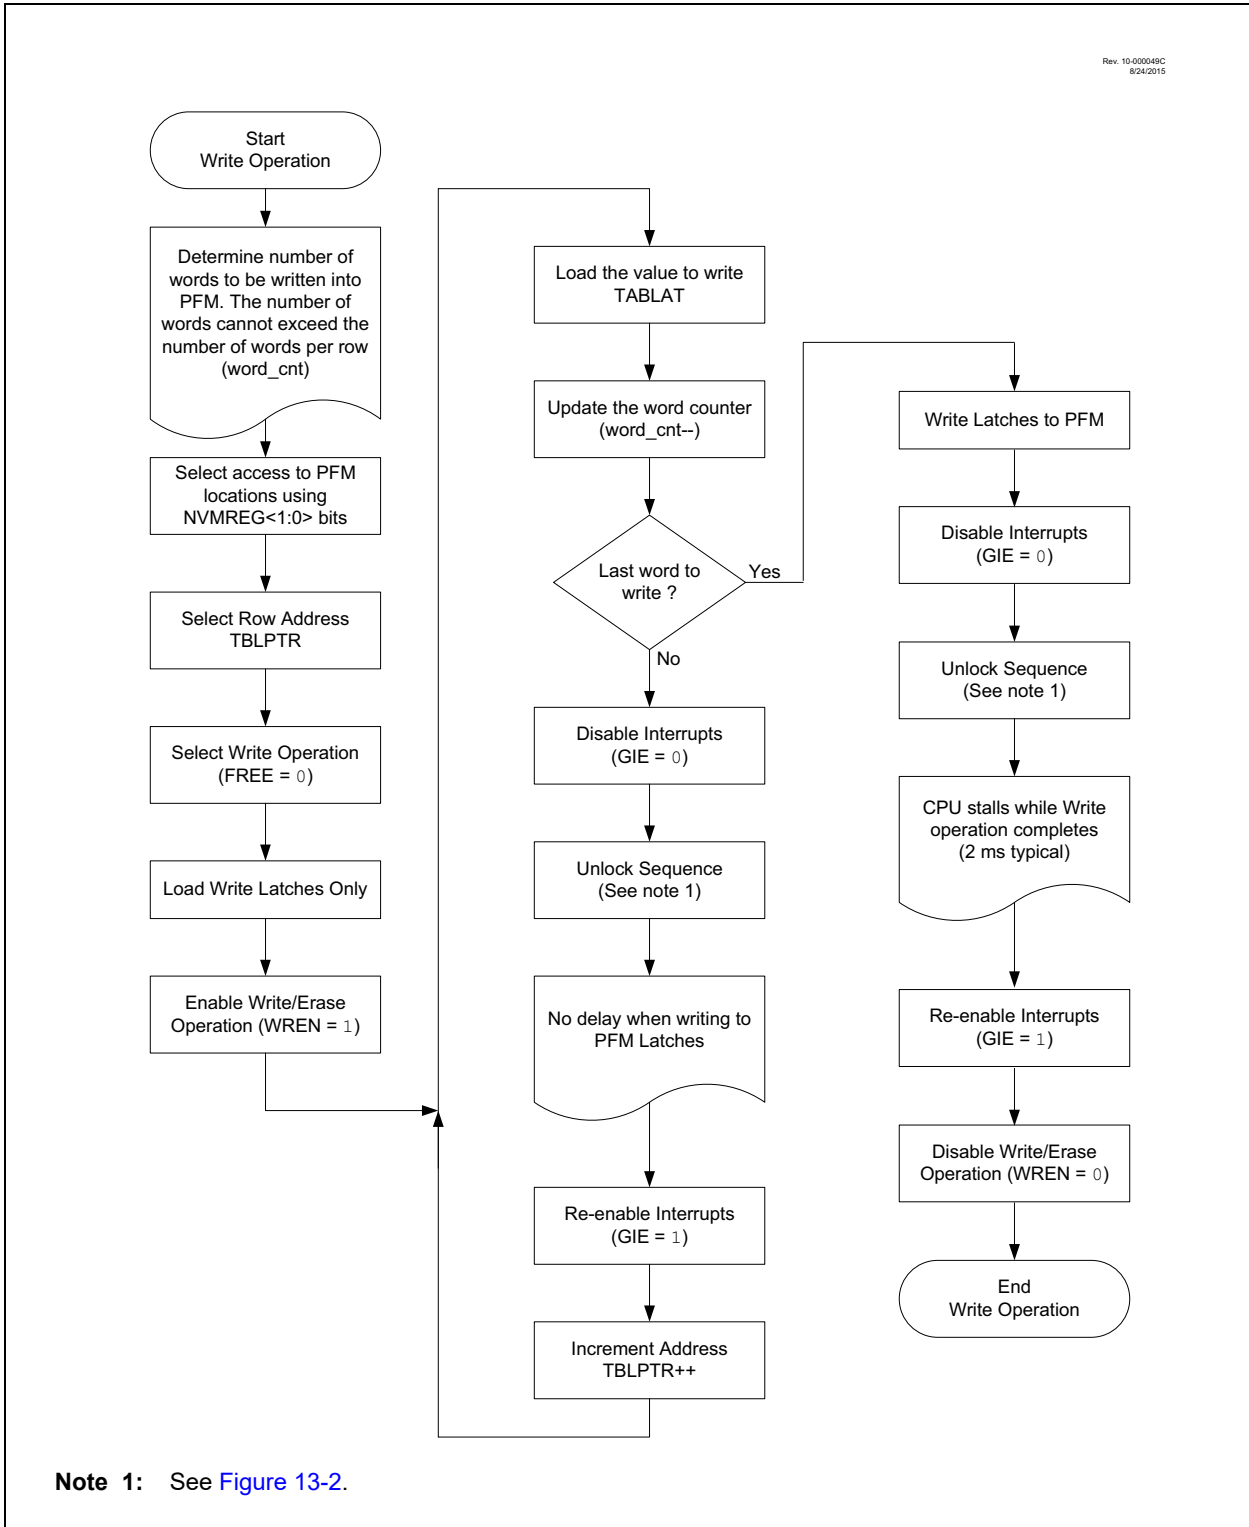 Rev. 10-000049C
8/24/2015
Start
Write Operation
Determine number of
words to be written into
PFM. The number of
words cannot exceed the
number of words per row
(word_cnt)
Select access to PFM
locations using
NVMREG<1:0> bits
Select Row Address
TBLPTR
Select Write Operation
(FREE = 0)
Load Write Latches Only
Enable Write/Erase
Operation (WREN = 1)
Load the value to write
TABLAT
Update the word counter
(word_cnt--)
Last word to
write ?
Yes
No
Disable Interrupts
(GIE = 0)
Unlock Sequence
(See note 1)
No delay when writing to
PFM Latches
Re-enable Interrupts
(GIE = 1)
Increment Address
TBLPTR++
Write Latches to PFM
Disable Interrupts
(GIE = 0)
Unlock Sequence
(See note 1)
CPU stalls while Write
operation completes
(2 ms typical)
Re-enable Interrupts
(GIE = 1)
Disable Write/Erase
Operation (WREN = 0)
End
Write Operation
Note 1: See Figure 13-2.